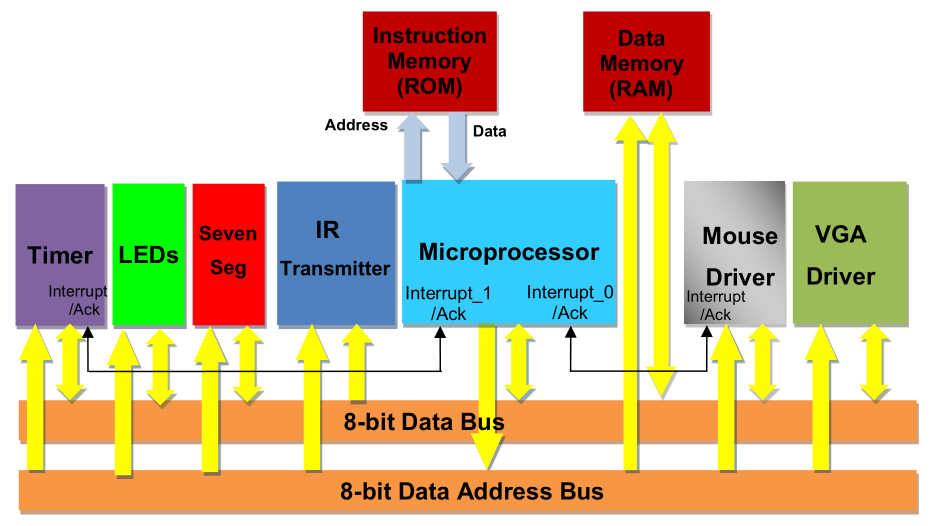 Instruction
Memory
(ROM)
Data
Memory
(RAM)
Address
Data
Timer
Interrupt
/Ack
LEDs
Seven
Seg
IR
Transmitter
Microprocessor
Interrupt_1
/Ack
Interrupt_0
/Ack
Mouse
Driver
Interrupt
/Ack
VGA
Driver
8-bit Data Bus
8-bit Data Address Bus